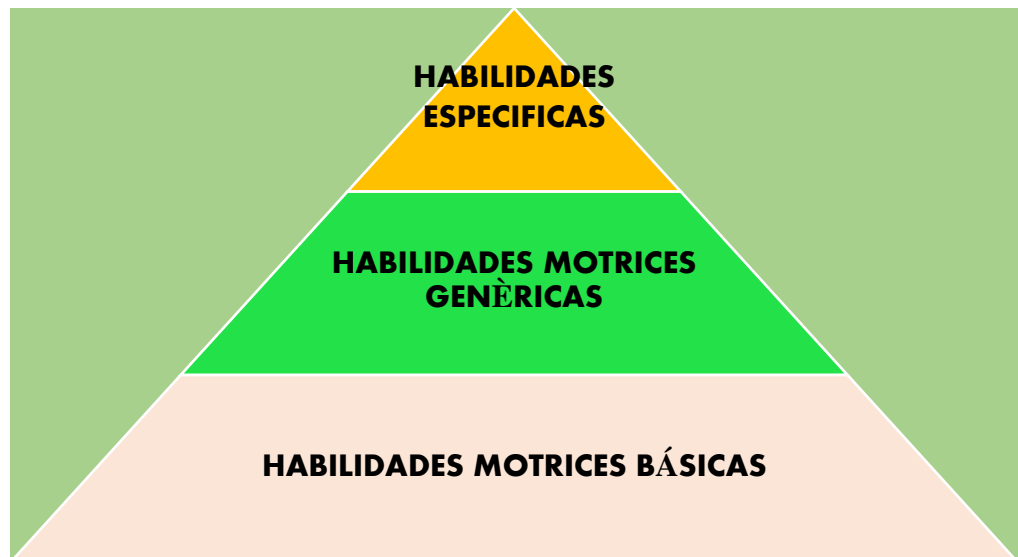 HABILIDADES
ESPECIFICAS
HABILIDADES MOTRICES
GENÈRICAS
HABILIDADES MOTRICES BÁSICAS